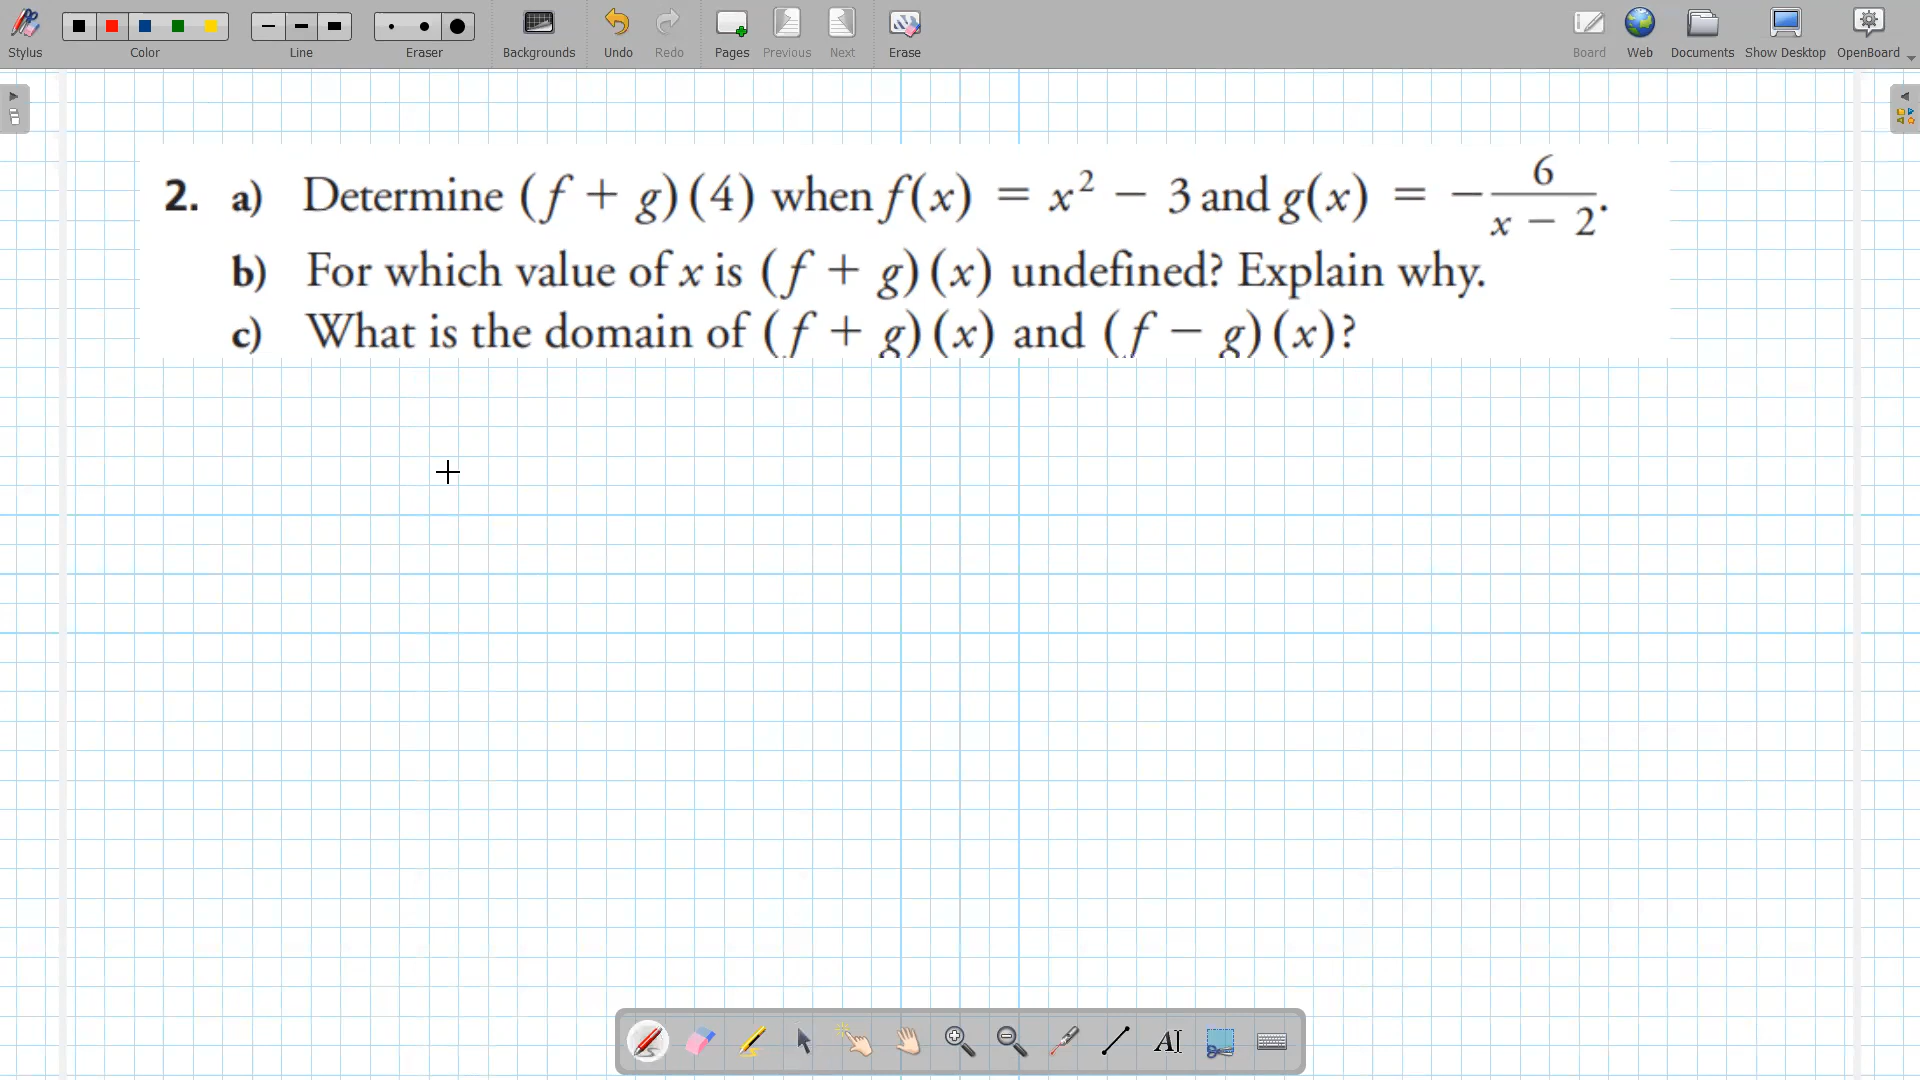 Stylus Color Line Eraser Backgrounds Undo Redo Pages Previous Next Erase Board Web Documents Show Desktop OpenBoard
2. a) Determine (f + g)(4) when f(x) = x² − 3 and g(x) = −6/(x − 2).
b) For which value of x is (f + g)(x) undefined? Explain why.
c) What is the domain of (f + g)(x) and (f − g)(x)?